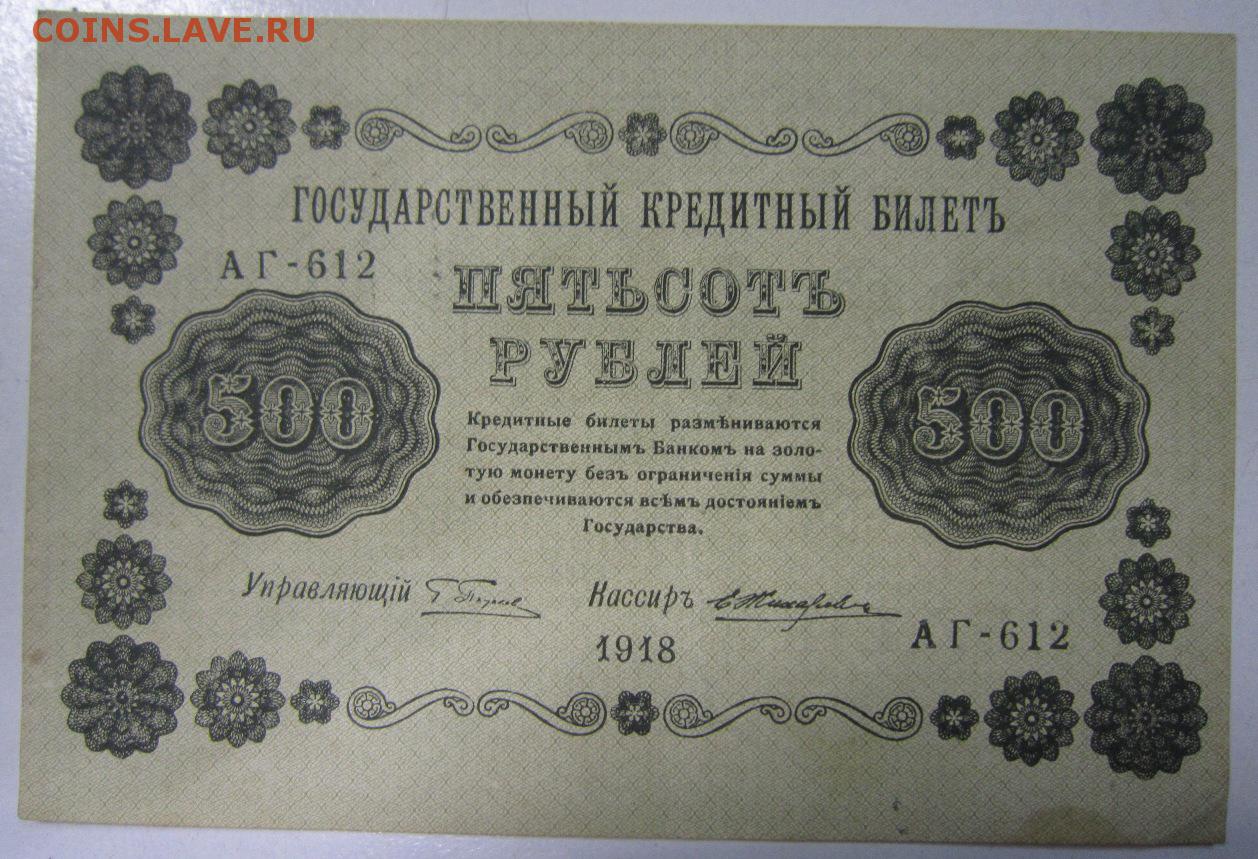 COINS.LAVE.RU
ГОСУДАРСТВЕННЫЙ КРЕДИТНЫЙ БИЛЕТЪ
АГ-612
ПЯТЬСОТЪ
РУБЛЕЙ
500
500
Кредитные билеты размѣниваются
Государственнымъ Банкомъ на золо-
тую монету безъ ограниченія суммы
и обезпечиваются всѣмъ достояніемъ
Государства.
Управляющій
Кассиръ
1918
АГ-612